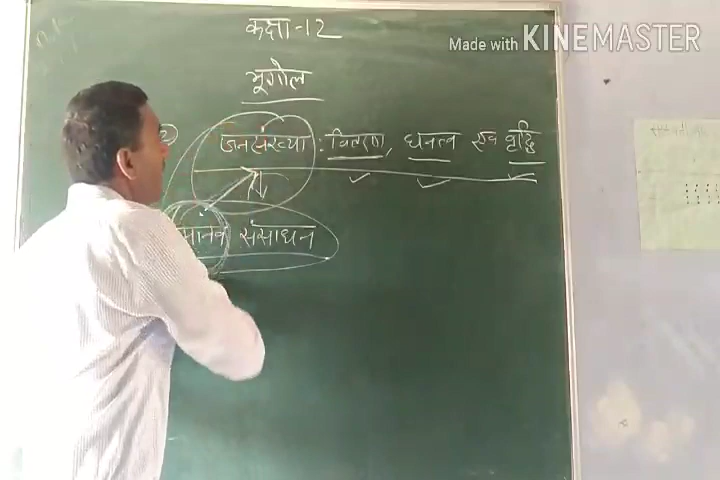 Made with KINEMASTER
कक्षा-12
भूगोल
जनसंख्या : वितरण, घनत्व एवं वृद्धि
मानव संसाधन